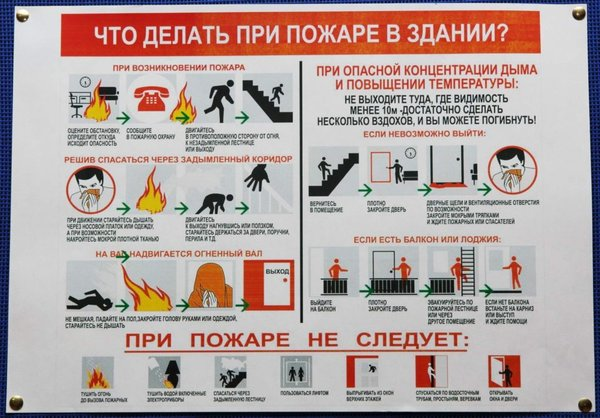 ЧТО ДЕЛАТЬ ПРИ ПОЖАРЕ В ЗДАНИИ?
ПРИ ВОЗНИКНОВЕНИИ ПОЖАРА
ОЦЕНИТЕ ОБСТАНОВКУ,
ОПРЕДЕЛИТЕ ОТКУДА
ИСХОДИТ ОПАСНОСТЬ
СООБЩИТЕ
В ПОЖАРНУЮ ОХРАНУ
ДВИГАЙТЕСЬ
В ПРОТИВОПОЛОЖНУЮ СТОРОНУ ОТ ОГНЯ,
К НЕЗАДЫМЛЕННОЙ ЛЕСТНИЦЕ
ИЛИ ВЫХОДУ
РЕШИВ СПАСАТЬСЯ ЧЕРЕЗ ЗАДЫМЛЕННЫЙ КОРИДОР
ПРИ ДВИЖЕНИИ СТАРАЙТЕСЬ ДЫШАТЬ
ЧЕРЕЗ НОСОВОЙ ПЛАТОК ИЛИ ОДЕЖДУ,
А ПРИ ВОЗМОЖНОСТИ
НАКРОЙТЕСЬ МОКРОЙ ПЛОТНОЙ ТКАНЬЮ
ДВИГАЙТЕСЬ
К ВЫХОДУ НАГНУВШИСЬ ИЛИ ПОЛЗКОМ,
СТАРАЙТЕСЬ ДЕРЖАТЬСЯ ЗА ДВЕРИ, ПОРУЧНИ,
ПЕРИЛА И Т.Д.
НА ВАС НАДВИГАЕТСЯ ОГНЕННЫЙ ВАЛ
ВЫХОД
НЕ МЕШКАЯ, ПАДАЙТЕ НА ПОЛ,ЗАКРОЙТЕ ГОЛОВУ РУКАМИ ИЛИ ОДЕЖДОЙ,
СТАРАЙТЕСЬ НЕ ДЫШАТЬ
ПРИ ОПАСНОЙ КОНЦЕНТРАЦИИ ДЫМА
И ПОВЫЩЕНИИ ТЕМПЕРАТУРЫ:
НЕ ВЫХОДИТЕ ТУДА, ГДЕ ВИДИМОСТЬ
МЕНЕЕ 10м -ДОСТАТОЧНО СДЕЛАТЬ
НЕСКОЛЬКО ВЗДОХОВ, И ВЫ МОЖЕТЕ ПОГИБНУТЬ!
ЕСЛИ НЕВОЗМОЖНО ВЫЙТИ:
ВЕРНИТЕСЬ
В ПОМЕЩЕНИЕ
ПЛОТНО
ЗАКРОЙТЕ ДВЕРЬ
ДВЕРНЫЕ ЩЕЛИ И ВЕНТИЛЯЦИОННЫЕ ОТВЕРСТИЯ
ПО ВОЗМОЖНОСТИ
ЗАКРОЙТЕ МОКРЫМИ ТРЯПКАМИ
И ЖДИТЕ ПОЖАРНЫХ И СПАСАТЕЛЕЙ
ЕСЛИ ЕСТЬ БАЛКОН ИЛИ ЛОДЖИЯ:
ВЫЙДИТЕ
НА БАЛКОН
ПЛОТНО
ЗАКРОЙТЕ ДВЕРЬ
ЭВАКУИРУЙТЕСЬ ПО
ПОЖАРНОЙ ЛЕСТНИЦЕ
ИЛИ ЧЕРЕЗ
ДРУГОЕ ПОМЕЩЕНИЕ
ЕСЛИ НЕТ БАЛКОНА
ВСТАНЬТЕ НА КАРНИЗ
ИЛИ ВЫСТУП
И ЖДИТЕ ПОМОЩИ
ПРИ ПОЖАРЕ НЕ СЛЕДУЕТ:
ТУШИТЬ ОГОНЬ
ДО ВЫЗОВА ПОЖАРНЫХ
ТУШИТЬ ВОДОЙ ВКЛЮЧЕННЫЕ
ЭЛЕКТРОПРИБОРЫ
СПАСАТЬСЯ ЧЕРЕЗ
ЗАДЫМЛЕННУЮ ЛЕСТНИЦУ
ПОЛЬЗОВАТЬСЯ ЛИФТОМ
ВЫПРЫГИВАТЬ ИЗ ОКОН
ВЕРХНИХ ЭТАЖЕЙ
СПУСКАТЬСЯ ПО ВОДОСТОЧНЫМ
ТРУБАМ, ПРОСТЫНЯМ, ВЕРЕВКАМ
ОТКРЫВАТЬ
ОКНА И ДВЕРИ